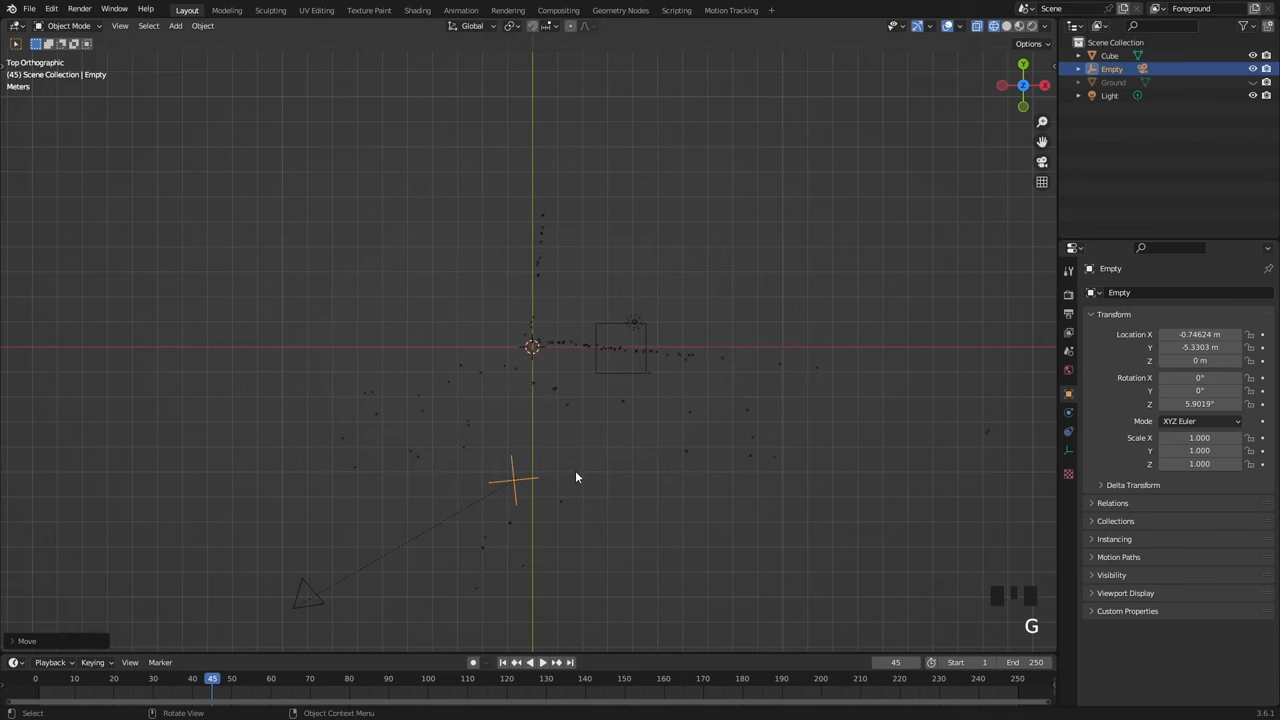 File Edit Render Window Help Layout Modeling Sculpting UV Editing Texture Paint Shading Animation Rendering Compositing Geometry Nodes Scripting Motion Tracking + Scene Foreground
Object Mode View Select Add Object Global
Options
Top Orthographic
(45) Scene Collection | Empty
Meters
Y
Z
X
Scene Collection
Cube
Empty
Ground
Light
Empty
Empty
Transform
Location X -0.74624 m
Y -5.3303 m
Z 0 m
Rotation X 0°
Y 0°
Z 5.9019°
Mode XYZ Euler
Scale X 1.000
Y 1.000
Z 1.000
Delta Transform
Relations
Collections
Instancing
Motion Paths
Visibility
Viewport Display
Custom Properties
G
Move
Playback Keying View Marker 45 Start 1 End 250
0 10 20 30 40 45 50 60 70 80 90 100 110 120 130 140 150 160 170 180 190 200 210 220 230 240 250
Select Rotate View Object Context Menu 3.6.1